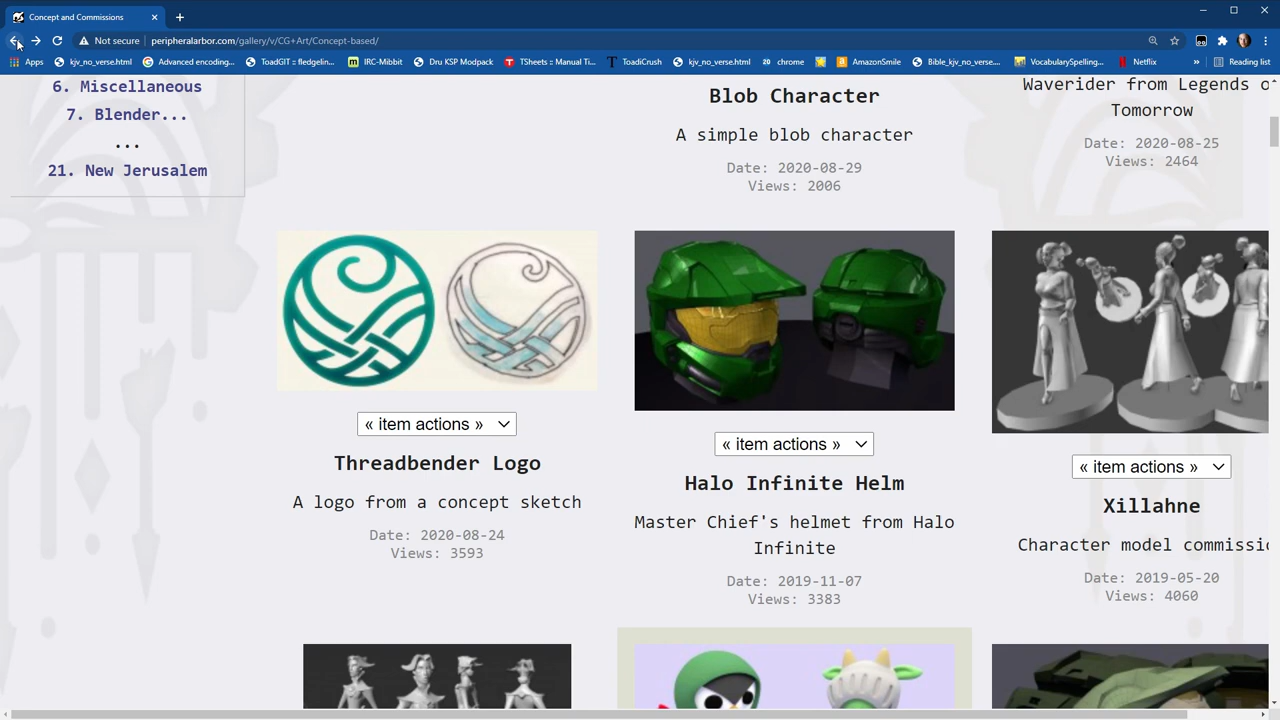 Concept and Commissions
Not secure
peripheralarbor.com/gallery/v/CG+Art/Concept-based/
Apps
kjv_no_verse.html
Advanced encoding...
ToadGIT :: fledgelin...
IRC-Mibbit
Dru KSP Modpack
TSheets :: Manual Ti...
ToadiCrush
kjv_no_verse.html
chrome
AmazonSmile
Bible_kjv_no_verse....
VocabularySpelling...
Netflix
»
Reading list
6. Miscellaneous
7. Blender...
...
21. New Jerusalem
Blob Character
A simple blob character
Date: 2020-08-29
Views: 2006
Waverider from Legends o
Tomorrow
Date: 2020-08-25
Views: 2464
« item actions »
Threadbender Logo
A logo from a concept sketch
Date: 2020-08-24
Views: 3593
« item actions »
Halo Infinite Helm
Master Chief's helmet from Halo
Infinite
Date: 2019-11-07
Views: 3383
« item actions »
Xillahne
Character model commissio
Date: 2019-05-20
Views: 4060